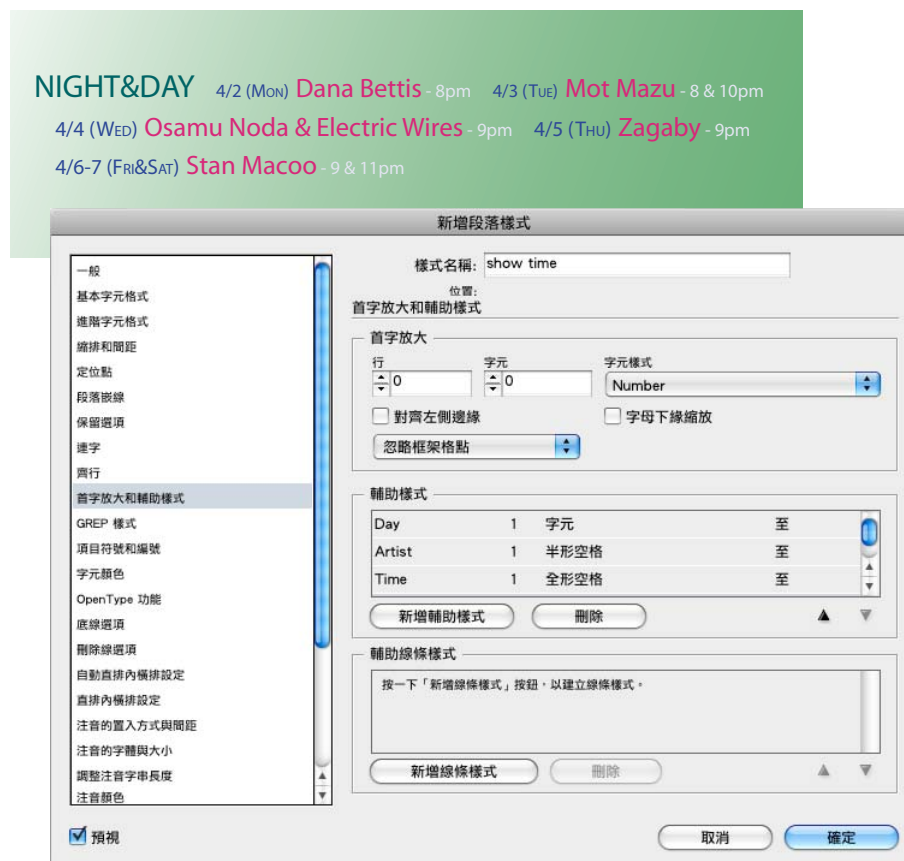 NIGHT&DAY 4/2 (Mon) Dana Bettis - 8pm 4/3 (Tue) Mot Mazu - 8 & 10pm
4/4 (Wed) Osamu Noda & Electric Wires - 9pm 4/5 (Thu) Zagaby - 9pm
4/6-7 (Fri&Sat) Stan Macoo - 9 & 11pm
新增段落樣式
一般
基本字元格式
進階字元格式
縮排和間距
定位點
段落嵌線
保留選項
連字
齊行
首字放大和輔助樣式
GREP 樣式
項目符號和編號
字元顏色
OpenType 功能
底線選項
刪除線選項
自動直排內橫排設定
直排內橫排設定
注音的置入方式與間距
注音的字體與大小
調整注音字串長度
注音顏色
預視
樣式名稱: show time
位置:
首字放大和輔助樣式
首字放大
行 字元 字元樣式
0 0 Number
對齊左側邊緣 字母下緣縮放
忽略框架格點
輔助樣式
Day 1 字元 至
Artist 1 半形空格 至
Time 1 全形空格 至
新增輔助樣式 刪除
輔助線條樣式
按一下「新增線條樣式」按鈕，以建立線條樣式。
新增線條樣式 刪除
取消 確定